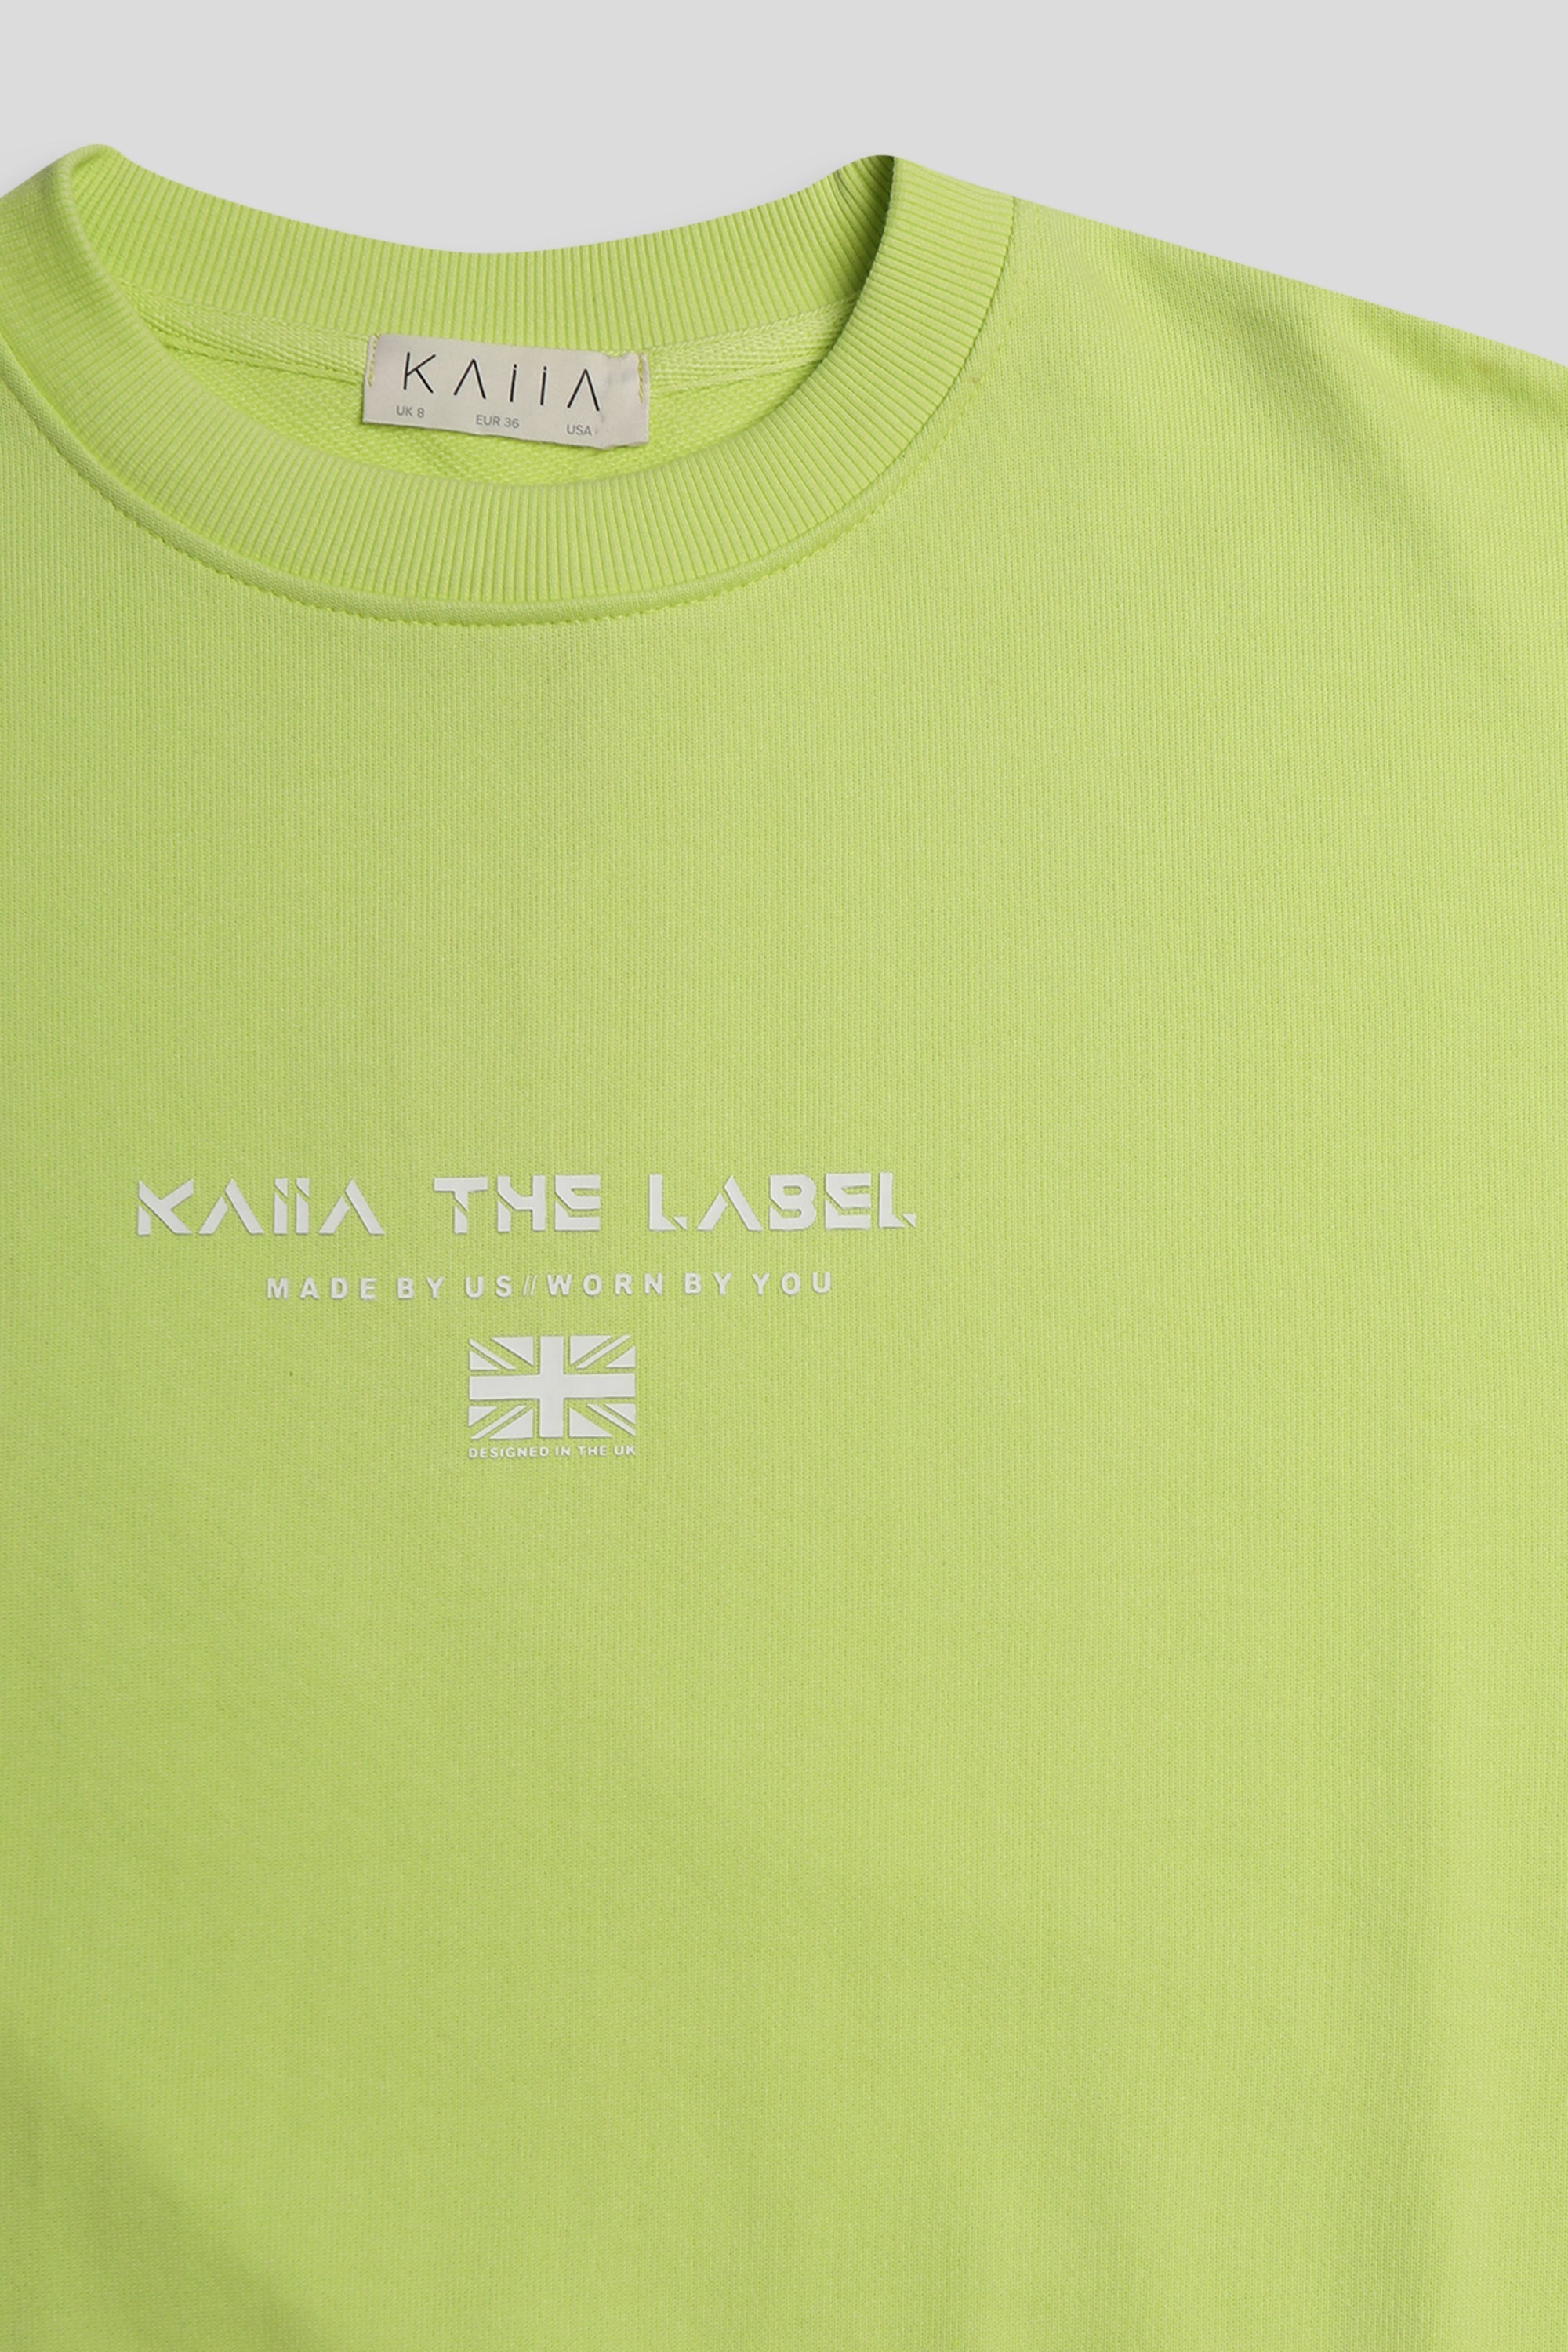 KAIIA
UK 8 EUR 36 USA
KAIIA THE LABEL
MADE BY US//WORN BY YOU
DESIGNED IN THE UK